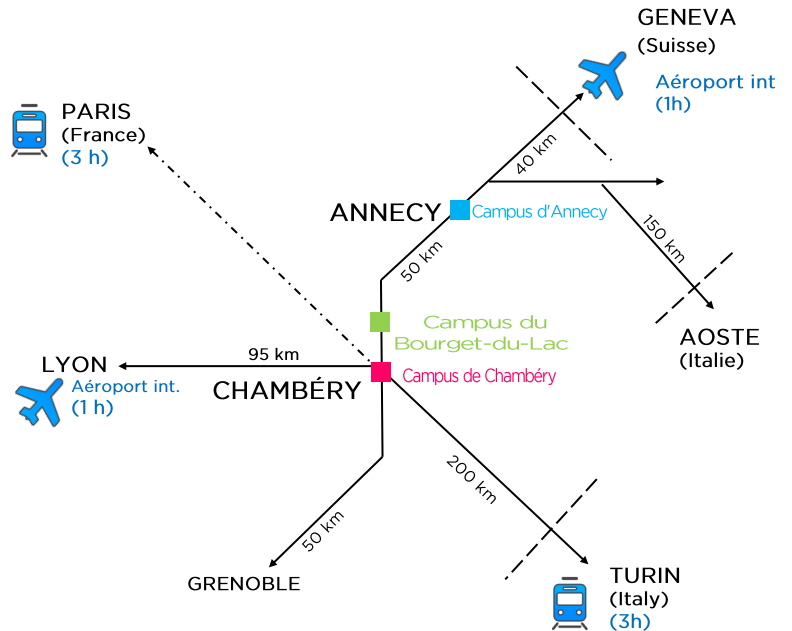 GENEVA
(Suisse)
Aéroport int
(1h)
PARIS
(France)
(3 h)
40 km
ANNECY
Campus d'Annecy
150 km
50 km
Campus du
Bourget-du-Lac
AOSTE
(Italie)
95 km
LYON
Aéroport int.
(1 h)
CHAMBÉRY
Campus de Chambéry
200 km
50 km
GRENOBLE
TURIN
(Italy)
(3h)